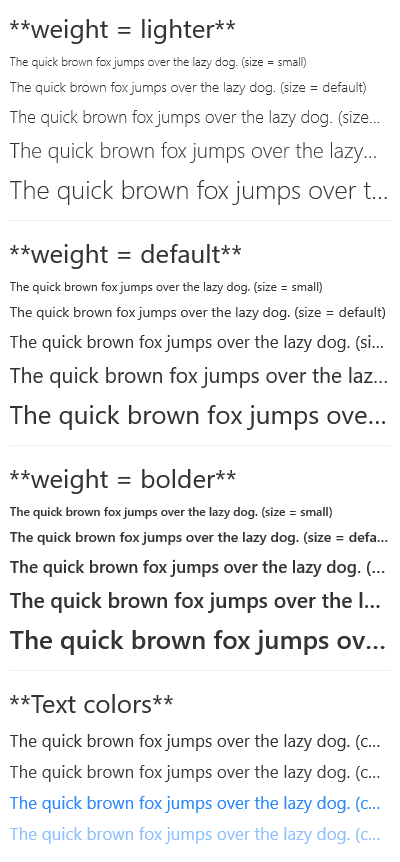 **weight = lighter**
The quick brown fox jumps over the lazy dog. (size = small)
The quick brown fox jumps over the lazy dog. (size = default)
The quick brown fox jumps over the lazy dog. (size...
The quick brown fox jumps over the lazy...
The quick brown fox jumps over t...
**weight = default**
The quick brown fox jumps over the lazy dog. (size = small)
The quick brown fox jumps over the lazy dog. (size = default)
The quick brown fox jumps over the lazy dog. (si...
The quick brown fox jumps over the laz...
The quick brown fox jumps ove...
**weight = bolder**
The quick brown fox jumps over the lazy dog. (size = small)
The quick brown fox jumps over the lazy dog. (size = defa...
The quick brown fox jumps over the lazy dog. (...
The quick brown fox jumps over the l...
The quick brown fox jumps ov...
**Text colors**
The quick brown fox jumps over the lazy dog. (c...
The quick brown fox jumps over the lazy dog. (c...
The quick brown fox jumps over the lazy dog. (c...
The quick brown fox jumps over the lazy dog. (c...